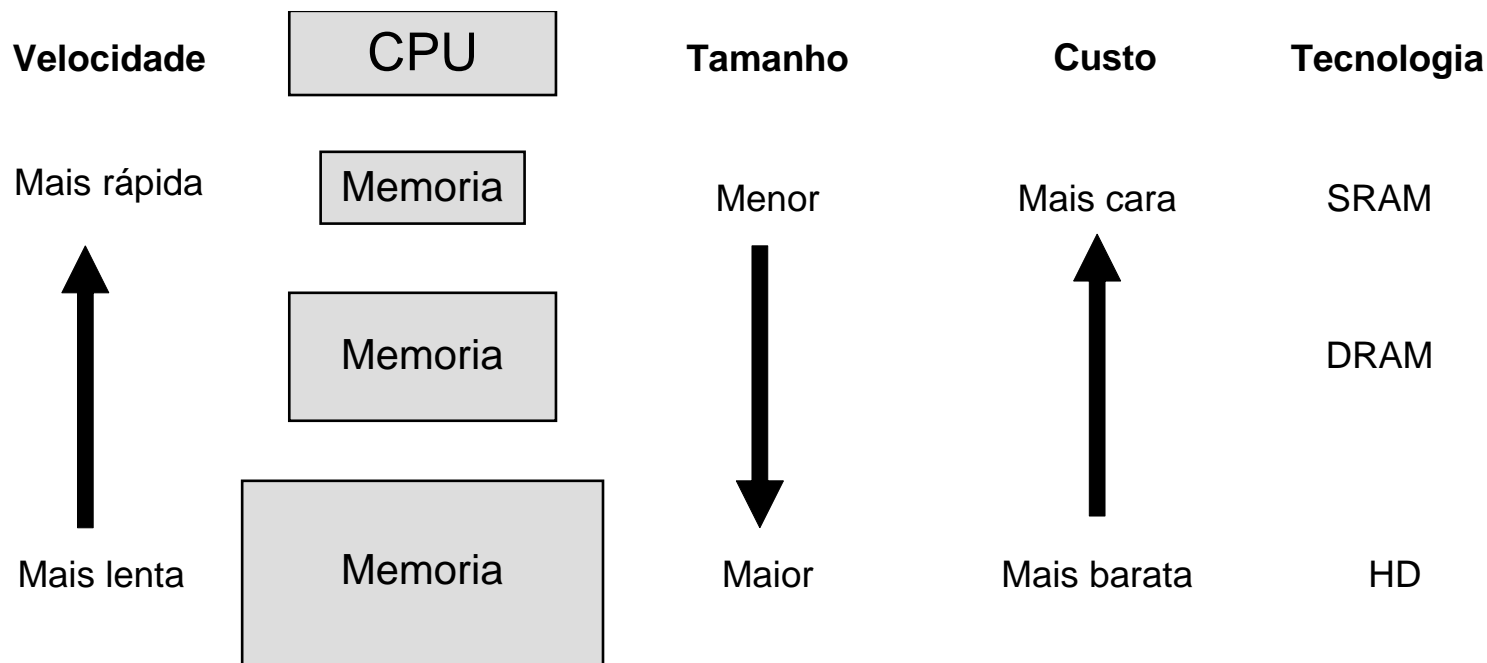 Velocidade CPU Tamanho Custo Tecnologia
Mais rápida Memoria Menor Mais cara SRAM
Memoria DRAM
Mais lenta Memoria Maior Mais barata HD